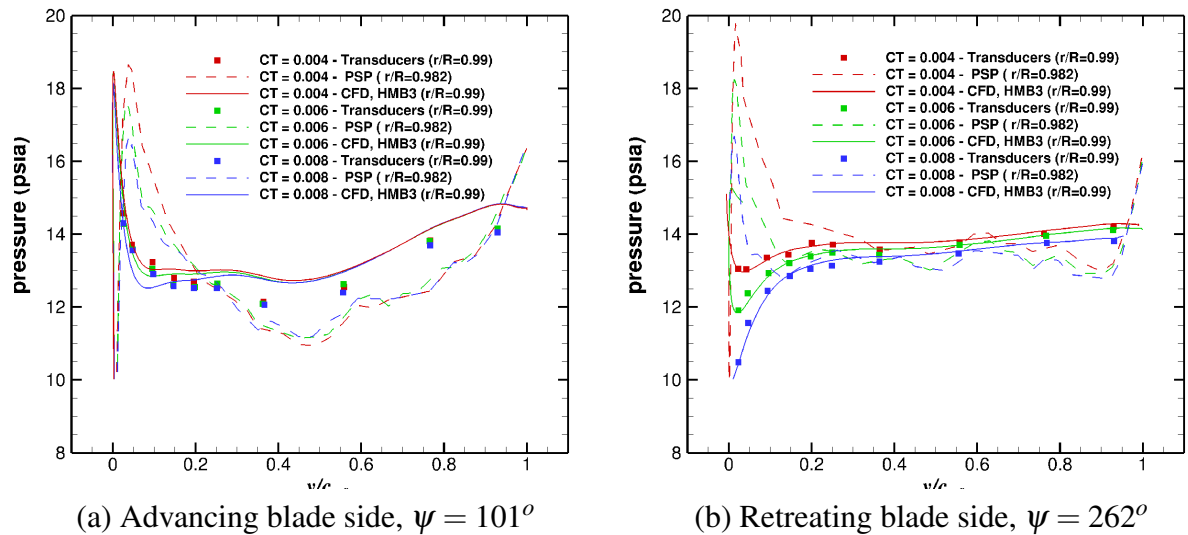 20
18
16
14
12
10
8
pressure (psia)
CT = 0.004 - Transducers (r/R=0.99)
CT = 0.004 - PSP ( r/R=0.982)
CT = 0.004 - CFD, HMB3 (r/R=0.99)
CT = 0.006 - Transducers (r/R=0.99)
CT = 0.006 - PSP ( r/R=0.982)
CT = 0.006 - CFD, HMB3 (r/R=0.99)
CT = 0.008 - Transducers (r/R=0.99)
CT = 0.008 - PSP ( r/R=0.982)
CT = 0.008 - CFD, HMB3 (r/R=0.99)
0 0.2 0.4 0.6 0.8 1
(a) Advancing blade side, ψ = 101°
20
18
16
14
12
10
8
pressure (psia)
CT = 0.004 - Transducers (r/R=0.99)
CT = 0.004 - PSP ( r/R=0.982)
CT = 0.004 - CFD, HMB3 (r/R=0.99)
CT = 0.006 - Transducers (r/R=0.99)
CT = 0.006 - PSP ( r/R=0.982)
CT = 0.006 - CFD, HMB3 (r/R=0.99)
CT = 0.008 - Transducers (r/R=0.99)
CT = 0.008 - PSP ( r/R=0.982)
CT = 0.008 - CFD, HMB3 (r/R=0.99)
0 0.2 0.4 0.6 0.8 1
(b) Retreating blade side, ψ = 262°